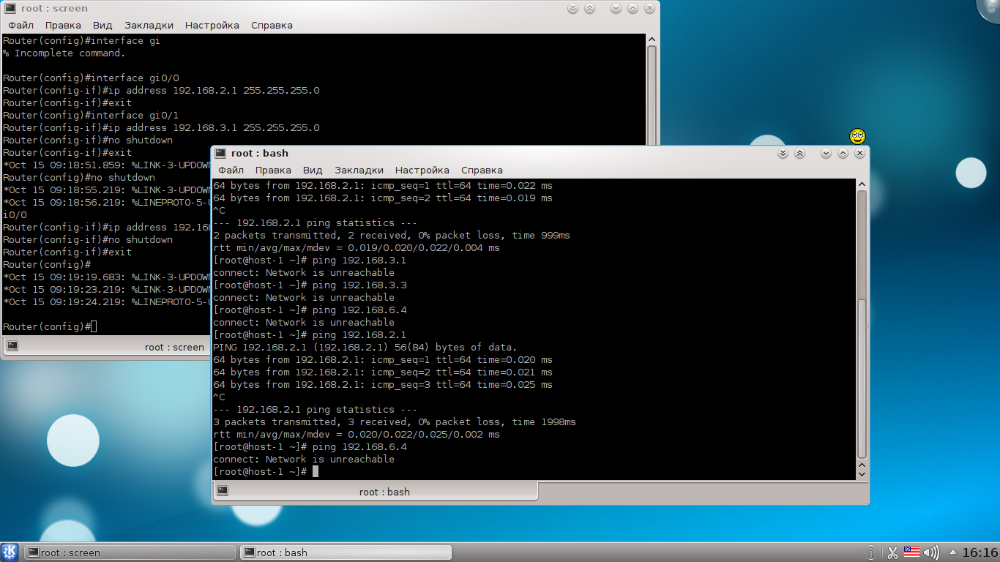 root : screen
Файл Правка Вид Закладки Настройка Справка
Router(config)#interface gi
% Incomplete command.
Router(config)#interface gi0/0
Router(config-if)#ip address 192.168.2.1 255.255.255.0
Router(config-if)#exit
Router(config)#interface gi0/1
Router(config-if)#ip address 192.168.3.1 255.255.255.0
Router(config-if)#no shutdown
Router(config-if)#exit
*Oct 15 09:18:51.859: %LINK-3-UPDOWN
Router(config)#no shutdown
*Oct 15 09:18:55.219: %LINK-3-UPDOWN
*Oct 15 09:18:56.219: %LINEPROTO-5-U
i0/0
Router(config-if)#ip address 192.168
Router(config-if)#no shutdown
Router(config-if)#exit
Router(config)#
*Oct 15 09:19:19.683: %LINK-3-UPDOWN
*Oct 15 09:19:23.219: %LINK-3-UPDOWN
*Oct 15 09:19:24.219: %LINEPROTO-5-U
Router(config)#
root : screen
root : bash
Файл Правка Вид Закладки Настройка Справка
64 bytes from 192.168.2.1: icmp_seq=1 ttl=64 time=0.022 ms
64 bytes from 192.168.2.1: icmp_seq=2 ttl=64 time=0.019 ms
^C
--- 192.168.2.1 ping statistics ---
2 packets transmitted, 2 received, 0% packet loss, time 999ms
rtt min/avg/max/mdev = 0.019/0.020/0.022/0.004 ms
[root@host-1 ~]# ping 192.168.3.1
connect: Network is unreachable
[root@host-1 ~]# ping 192.168.3.3
connect: Network is unreachable
[root@host-1 ~]# ping 192.168.6.4
connect: Network is unreachable
[root@host-1 ~]# ping 192.168.2.1
PING 192.168.2.1 (192.168.2.1) 56(84) bytes of data.
64 bytes from 192.168.2.1: icmp_seq=1 ttl=64 time=0.020 ms
64 bytes from 192.168.2.1: icmp_seq=2 ttl=64 time=0.021 ms
64 bytes from 192.168.2.1: icmp_seq=3 ttl=64 time=0.025 ms
^C
--- 192.168.2.1 ping statistics ---
3 packets transmitted, 3 received, 0% packet loss, time 1998ms
rtt min/avg/max/mdev = 0.020/0.022/0.025/0.002 ms
[root@host-1 ~]# ping 192.168.6.4
connect: Network is unreachable
[root@host-1 ~]#
root : bash
root : screen root : bash 16:16